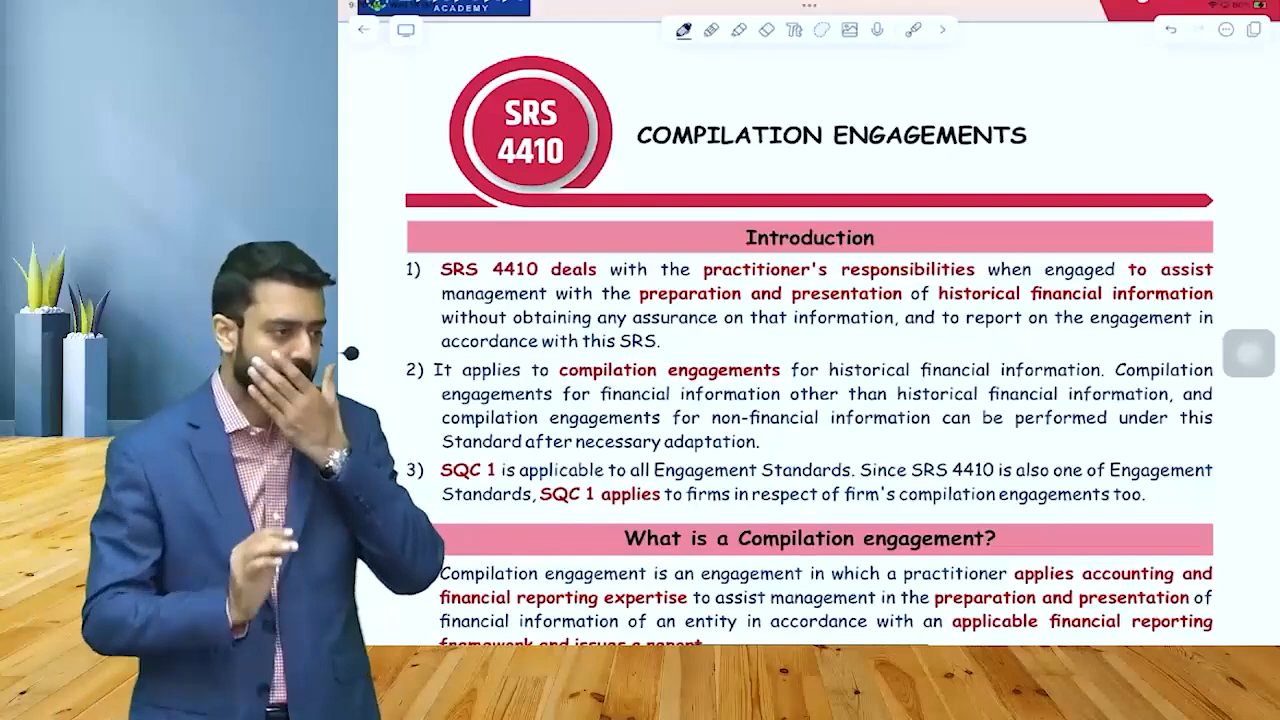 ACADEMY
SRS
4410
COMPILATION ENGAGEMENTS
Introduction
1) SRS 4410 deals with the practitioner's responsibilities when engaged to assist
management with the preparation and presentation of historical financial information
without obtaining any assurance on that information, and to report on the engagement in
accordance with this SRS.
2) It applies to compilation engagements for historical financial information. Compilation
engagements for financial information other than historical financial information, and
compilation engagements for non-financial information can be performed under this
Standard after necessary adaptation.
3) SQC 1 is applicable to all Engagement Standards. Since SRS 4410 is also one of Engagement
Standards, SQC 1 applies to firms in respect of firm's compilation engagements too.
What is a Compilation engagement?
Compilation engagement is an engagement in which a practitioner applies accounting and
financial reporting expertise to assist management in the preparation and presentation of
financial information of an entity in accordance with an applicable financial reporting
framework and issues a report.